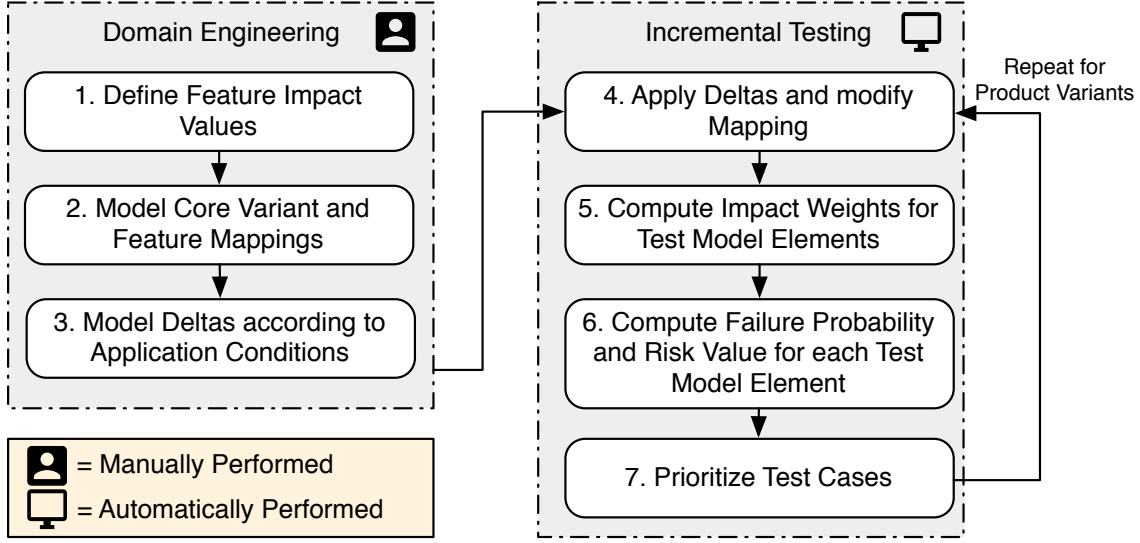 Domain Engineering
1. Define Feature Impact
Values
2. Model Core Variant and
Feature Mappings
3. Model Deltas according to
Application Conditions
= Manually Performed
= Automatically Performed
Incremental Testing
4. Apply Deltas and modify
Mapping
5. Compute Impact Weights for
Test Model Elements
6. Compute Failure Probability
and Risk Value for each Test
Model Element
7. Prioritize Test Cases
Repeat for
Product Variants